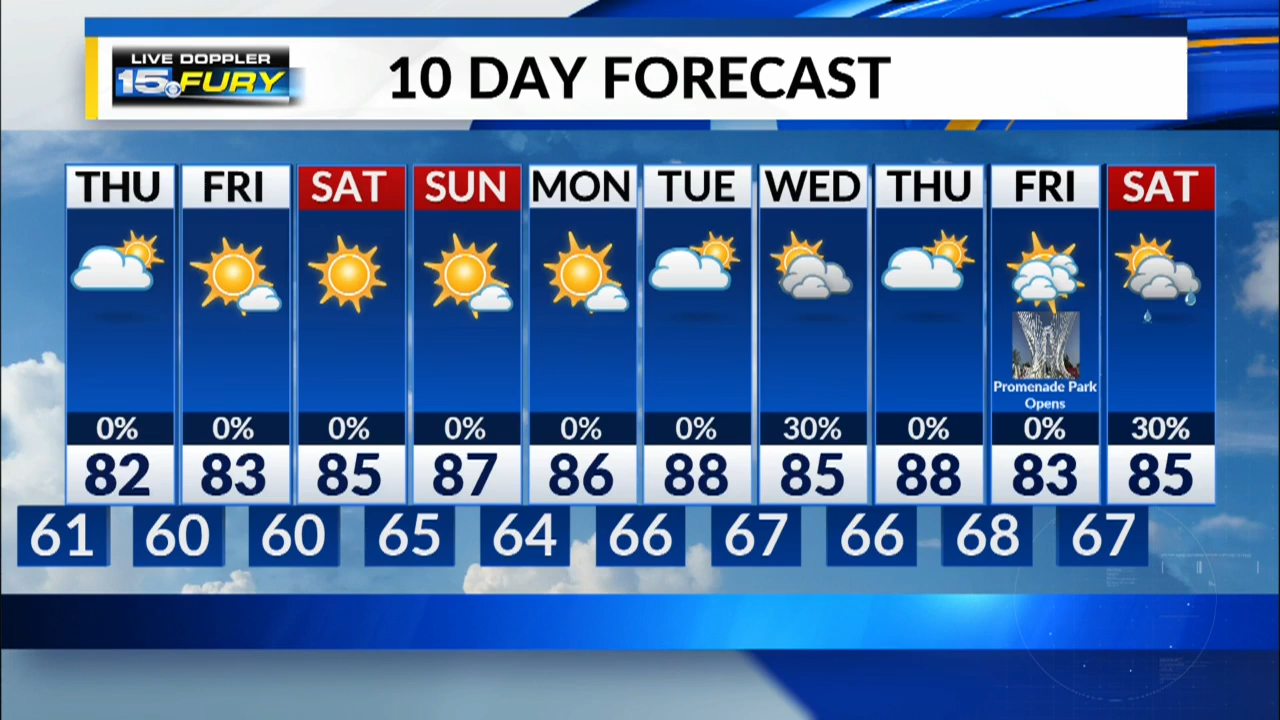 LIVE DOPPLER
15 FURY
10 DAY FORECAST
THU FRI SAT SUN MON TUE WED THU FRI SAT
Promenade Park
Opens
0% 0% 0% 0% 0% 0% 30% 0% 0% 30%
82 83 85 87 86 88 85 88 83 85
61 60 60 65 64 66 67 66 68 67